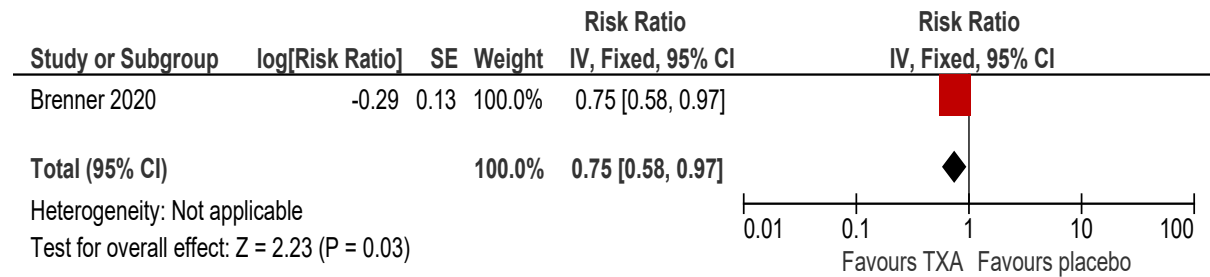 Risk Ratio Risk Ratio
Study or Subgroup log[Risk Ratio] SE Weight IV, Fixed, 95% CI IV, Fixed, 95% CI
Brenner 2020 -0.29 0.13 100.0% 0.75 [0.58, 0.97]
Total (95% CI) 100.0% 0.75 [0.58, 0.97]
Heterogeneity: Not applicable
Test for overall effect: Z = 2.23 (P = 0.03)
0.01 0.1 1 10 100
Favours TXA Favours placebo